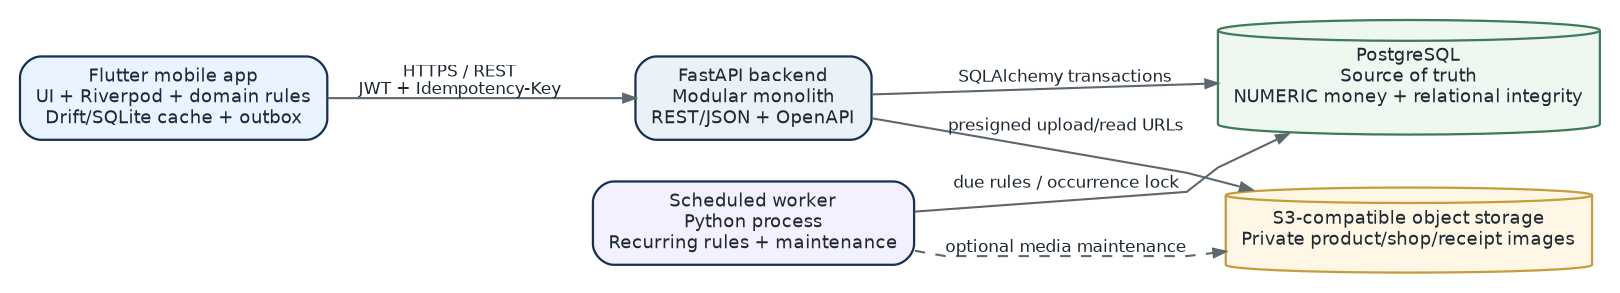 Flutter mobile app
UI + Riverpod + domain rules
Drift/SQLite cache + outbox
HTTPS / REST
JWT + Idempotency-Key
FastAPI backend
Modular monolith
REST/JSON + OpenAPI
SQLAlchemy transactions
PostgreSQL
Source of truth
NUMERIC money + relational integrity
presigned upload/read URLs
Scheduled worker
Python process
Recurring rules + maintenance
due rules / occurrence lock
optional media maintenance
S3-compatible object storage
Private product/shop/receipt images